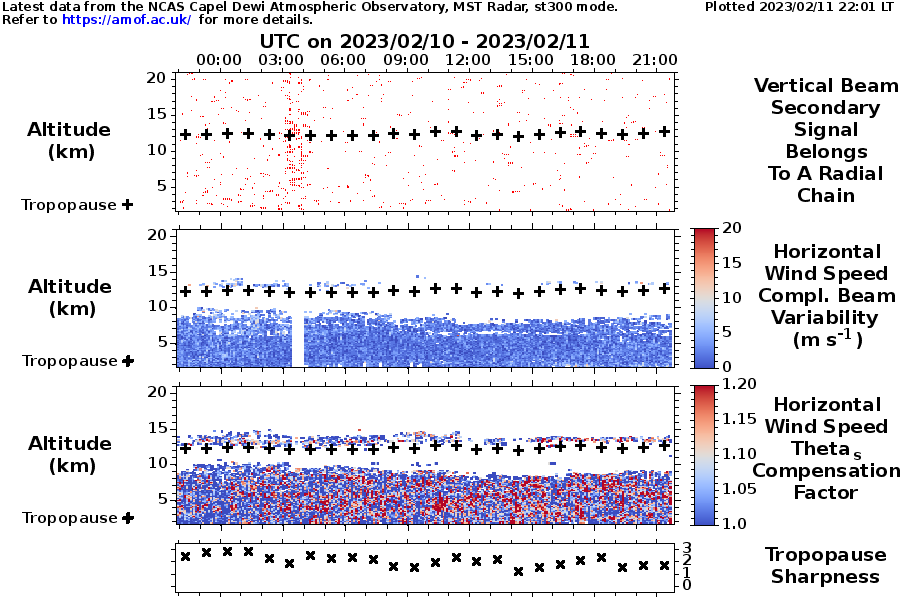 Latest data from the NCAS Capel Dewi Atmospheric Observatory, MST Radar, st300 mode.
Plotted 2023/02/11 22:01 LT
Refer to https://amof.ac.uk/ for more details.
UTC on 2023/02/10 - 2023/02/11
00:00 03:00 06:00 09:00 12:00 15:00 18:00 21:00
20
15
10
5
Altitude
(km)
Tropopause +
Vertical Beam
Secondary
Signal
Belongs
To A Radial
Chain
20
15
10
5
Altitude
(km)
Tropopause +
20
15
10
5
0
Horizontal
Wind Speed
Compl. Beam
Variability
(m s-1)
20
15
10
5
Altitude
(km)
Tropopause +
1.20
1.15
1.10
1.05
1.0
Horizontal
Wind Speed
Theta s
Compensation
Factor
3
2
1
0
Tropopause
Sharpness